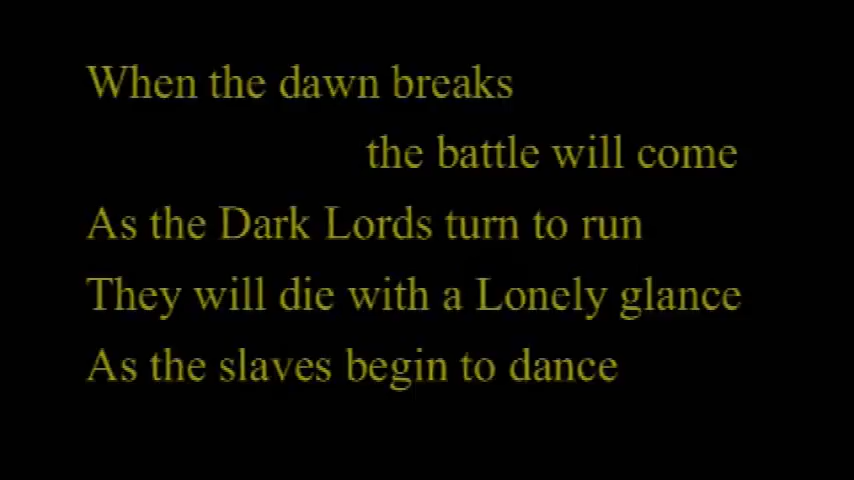 When the dawn breaks
the battle will come
As the Dark Lords turn to run
They will die with a Lonely glance
As the slaves begin to dance